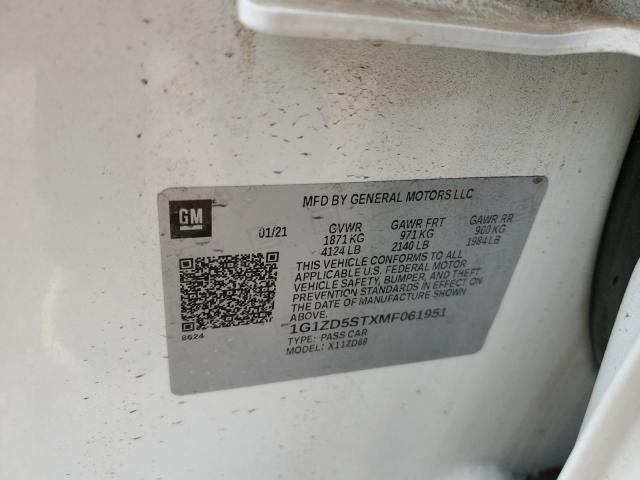 MFD BY GENERAL MOTORS LLC
GM
01/21 GVWR GAWR FRT GAWR RR
1871 KG 971 KG 900 KG
4124 LB 2140 LB 1984 LB
THIS VEHICLE CONFORMS TO ALL
APPLICABLE U.S. FEDERAL MOTOR
VEHICLE SAFETY, BUMPER, AND THEFT
PREVENTION STANDARDS IN EFFECT ON
THE DATE OF MANUFACTURE SHOWN
ABOVE.
8624
1G1ZD5STXMF061951
TYPE: PASS CAR
MODEL: X11ZD69